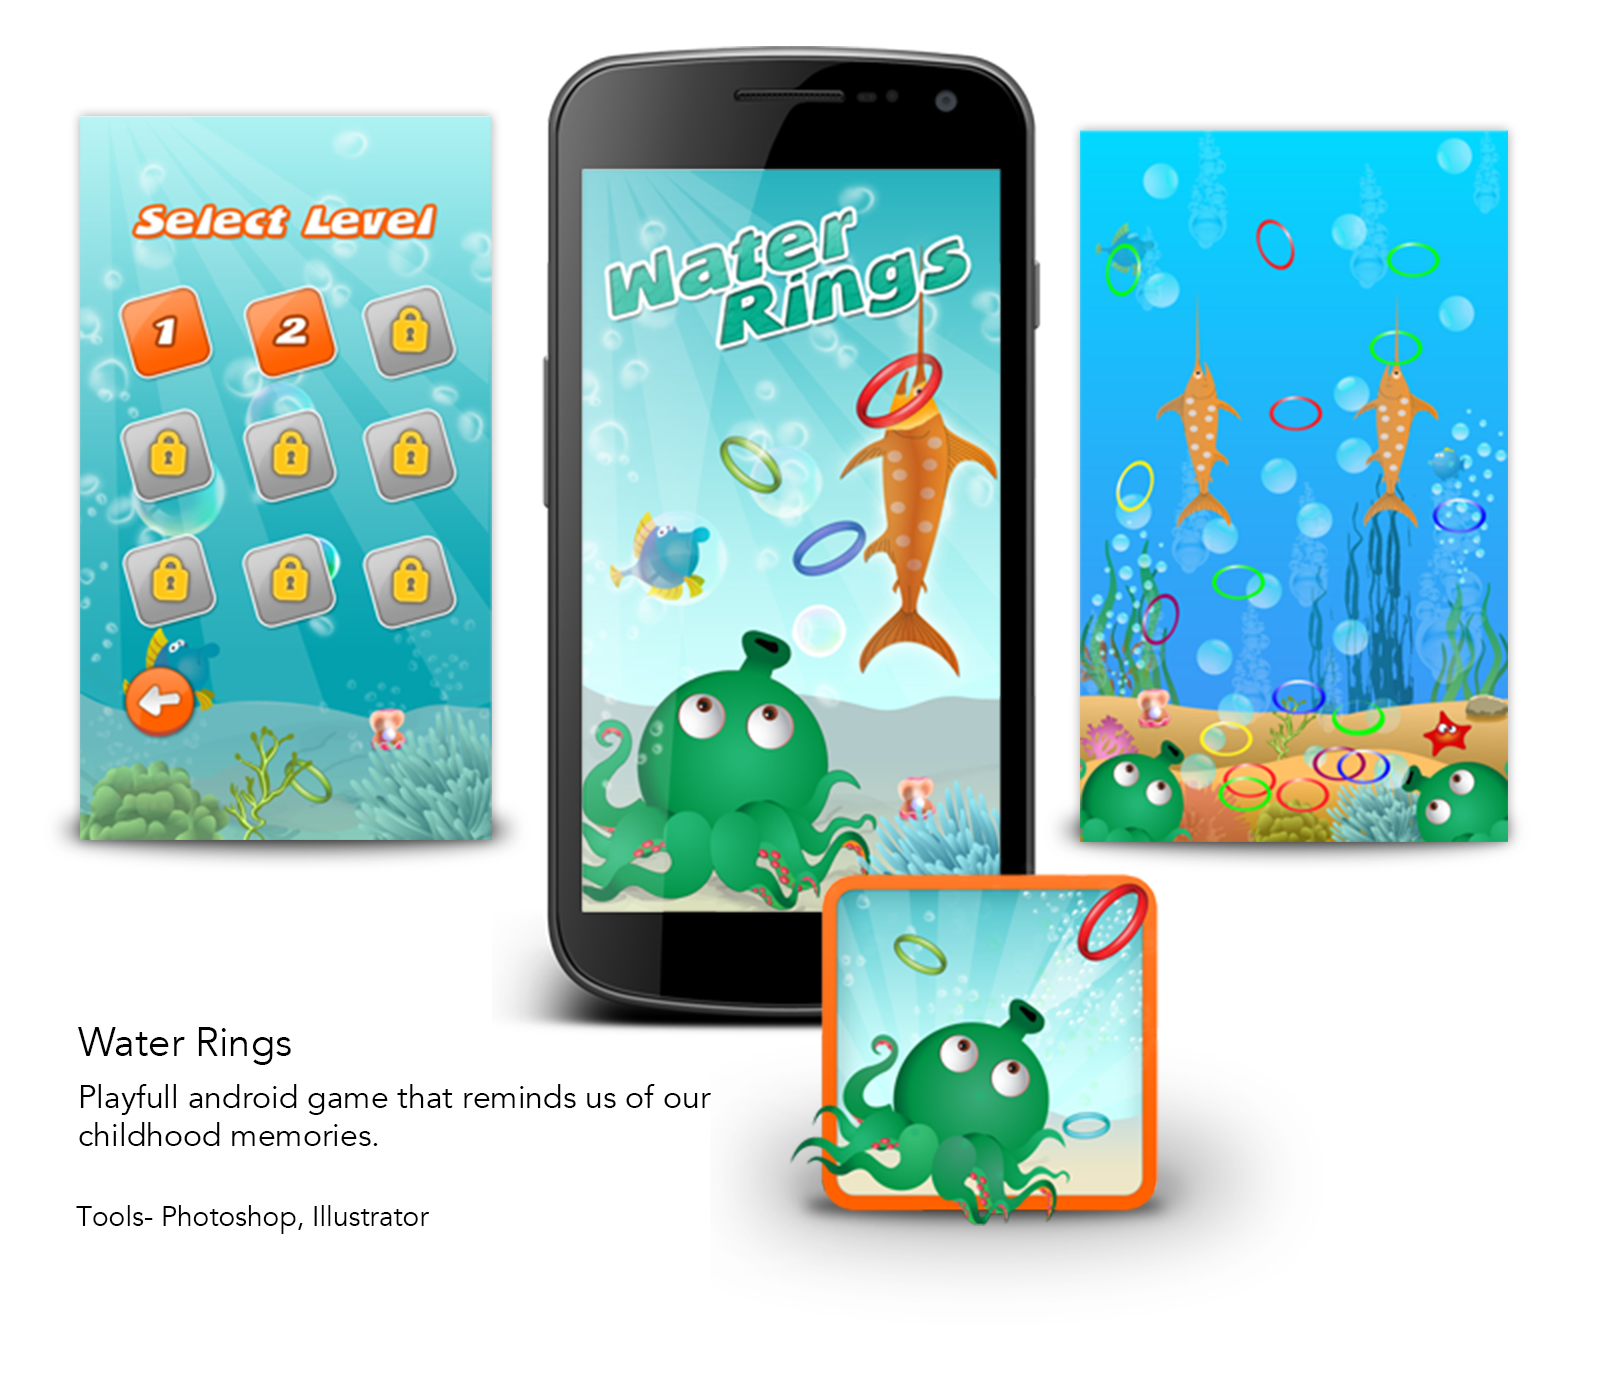 Select Level
1 2
Water
Rings
Water Rings
Playfull android game that reminds us of our
childhood memories.
Tools- Photoshop, Illustrator